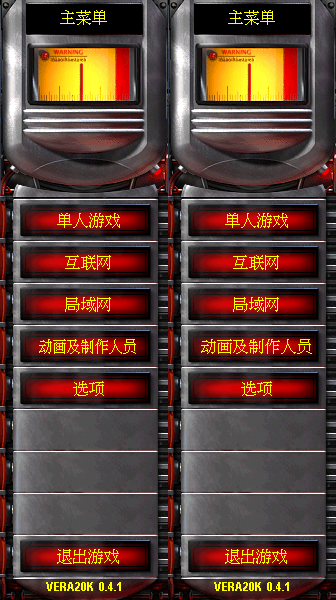 主菜单
WARNING
单人游戏
互联网
局域网
动画及制作人员
选项
退出游戏
VERA20K 0.4.1
主菜单
WARNING
单人游戏
互联网
局域网
动画及制作人员
选项
退出游戏
VERA20K 0.4.1